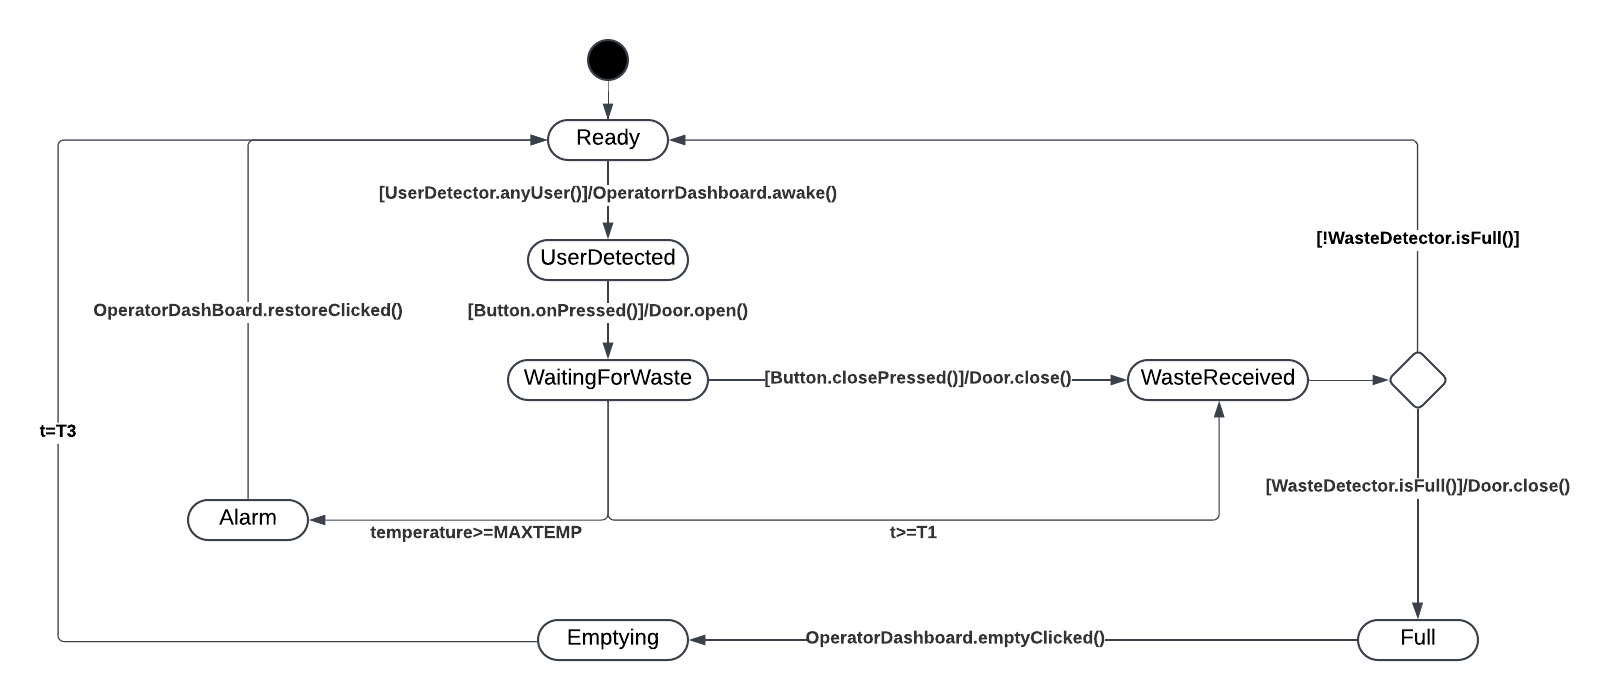 Ready
[UserDetector.anyUser()]/OperatorrDashboard.awake()
[!WasteDetector.isFull()]
UserDetected
OperatorDashBoard.restoreClicked()
[Button.onPressed()]/Door.open()
WaitingForWaste
[Button.closePressed()]/Door.close()
WasteReceived
t=T3
[WasteDetector.isFull()]/Door.close()
Alarm
temperature>=MAXTEMP
t>=T1
Emptying
OperatorDashboard.emptyClicked()
Full